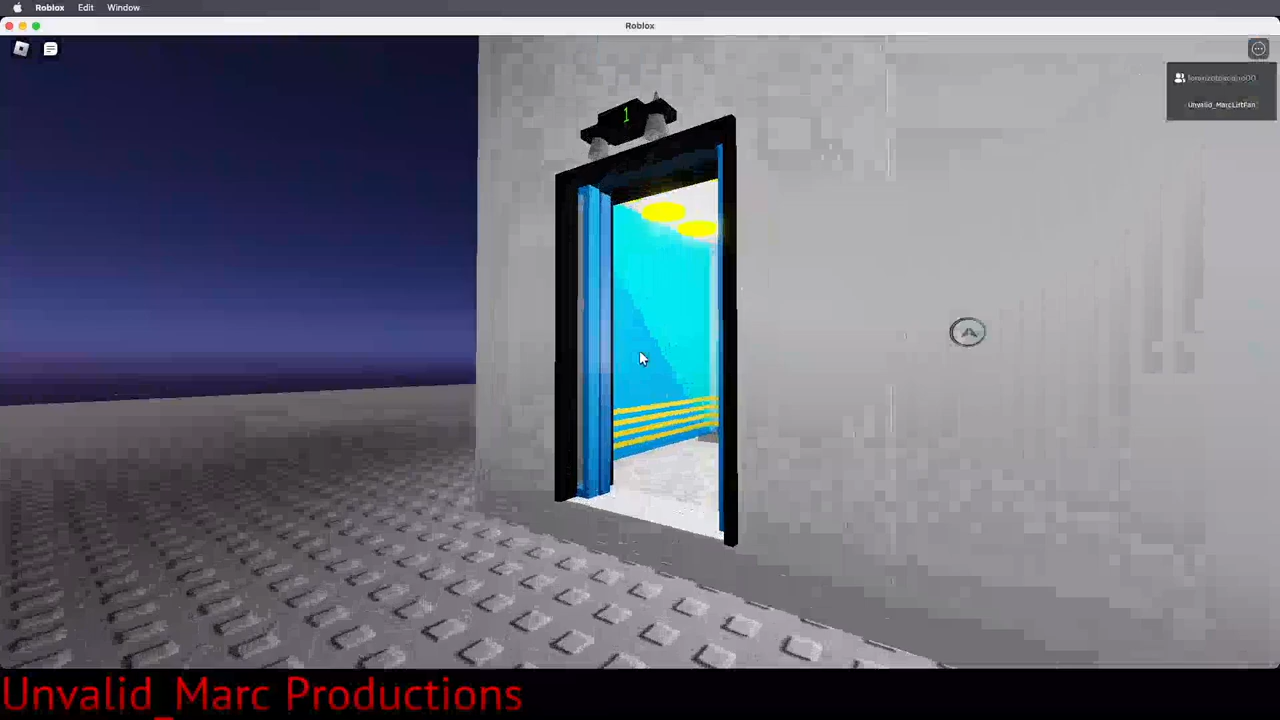 Roblox Edit Window
Roblox
1
Unvalid_MarcLiftFan
Unvalid_Marc Productions